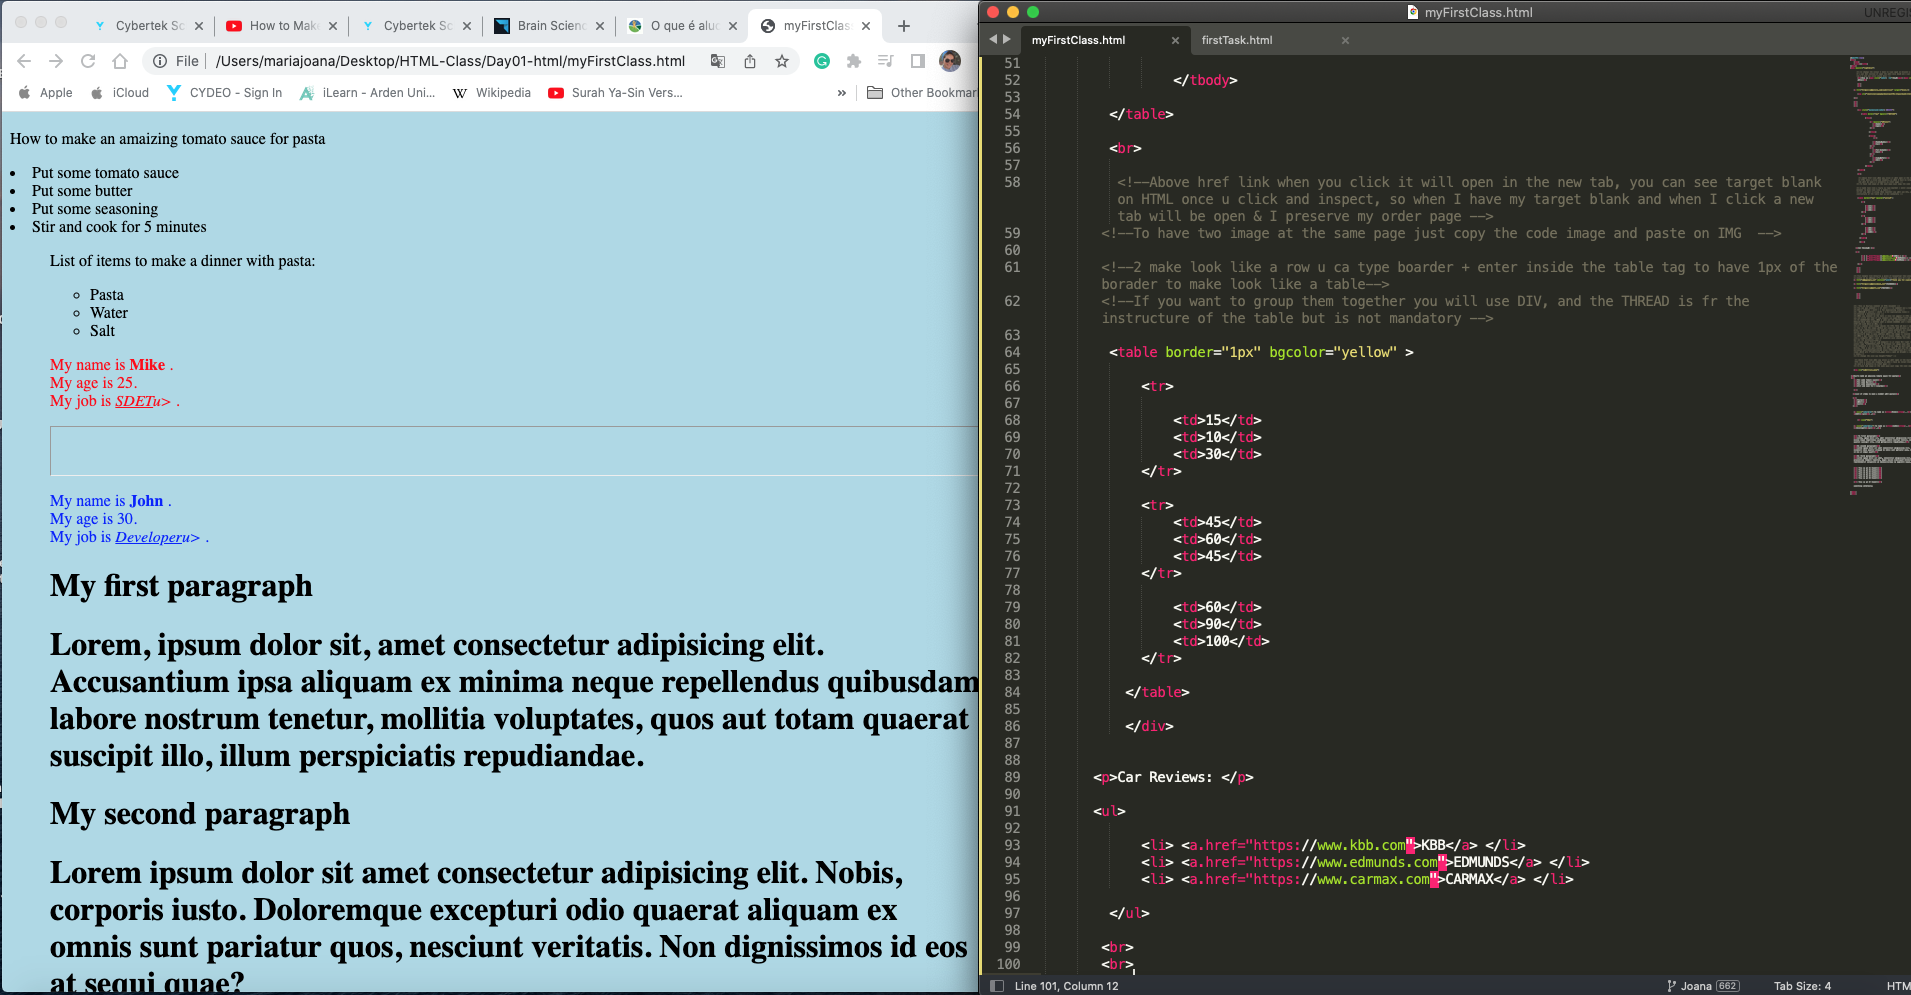 Cybertek Sc
How to Make
Cybertek Sc
Brain Scienc
O que é aluc
myFirstClas
File
/Users/mariajoana/Desktop/HTML-Class/Day01-html/myFirstClass.html
Apple
iCloud
CYDEO - Sign In
iLearn - Arden Uni...
Wikipedia
Surah Ya-Sin Vers...
»
Other Bookmar
How to make an amaizing tomato sauce for pasta
• Put some tomato sauce
• Put some butter
• Put some seasoning
• Stir and cook for 5 minutes
List of items to make a dinner with pasta:
Pasta
Water
Salt
My name is Mike .
My age is 25.
My job is SDETu> .
My name is John .
My age is 30.
My job is Developeru> .
My first paragraph
Lorem, ipsum dolor sit, amet consectetur adipisicing elit.
Accusantium ipsa aliquam ex minima neque repellendus quibusdam
labore nostrum tenetur, mollitia voluptates, quos aut totam quaerat
suscipit illo, illum perspiciatis repudiandae.
My second paragraph
Lorem ipsum dolor sit amet consectetur adipisicing elit. Nobis,
corporis iusto. Doloremque excepturi odio quaerat aliquam ex
omnis sunt pariatur quos, nesciunt veritatis. Non dignissimos id eos
at sequi quae?
myFirstClass.html
UNREGI
myFirstClass.html
firstTask.html
51
52 </tbody>
53
54 </table>
55
56 <br>
57
58 <!--Above href link when you click it will open in the new tab, you can see target blank
on HTML once u click and inspect, so when I have my target blank and when I click a new
tab will be open & I preserve my order page -->
59 <!--To have two image at the same page just copy the code image and paste on IMG  -->
60
61 <!--2 make look like a row u ca type boarder + enter inside the table tag to have 1px of the
borader to make look like a table-->
62 <!--If you want to group them together you will use DIV, and the THREAD is fr the
instructure of the table but is not mandatory -->
63
64 <table border="1px" bgcolor="yellow" >
65
66 <tr>
67
68 <td>15</td>
69 <td>10</td>
70 <td>30</td>
71 </tr>
72
73 <tr>
74 <td>45</td>
75 <td>60</td>
76 <td>45</td>
77 </tr>
78
79 <td>60</td>
80 <td>90</td>
81 <td>100</td>
82 </tr>
83
84 </table>
85
86 </div>
87
88
89 <p>Car Reviews: </p>
90
91 <ul>
92
93 <li> <a.href="https://www.kbb.com">KBB</a> </li>
94 <li> <a.href="https://www.edmunds.com">EDMUNDS</a> </li>
95 <li> <a.href="https://www.carmax.com">CARMAX</a> </li>
96
97 </ul>
98
99 <br>
100 <br>
Line 101, Column 12
Joana 662
Tab Size: 4
HTM